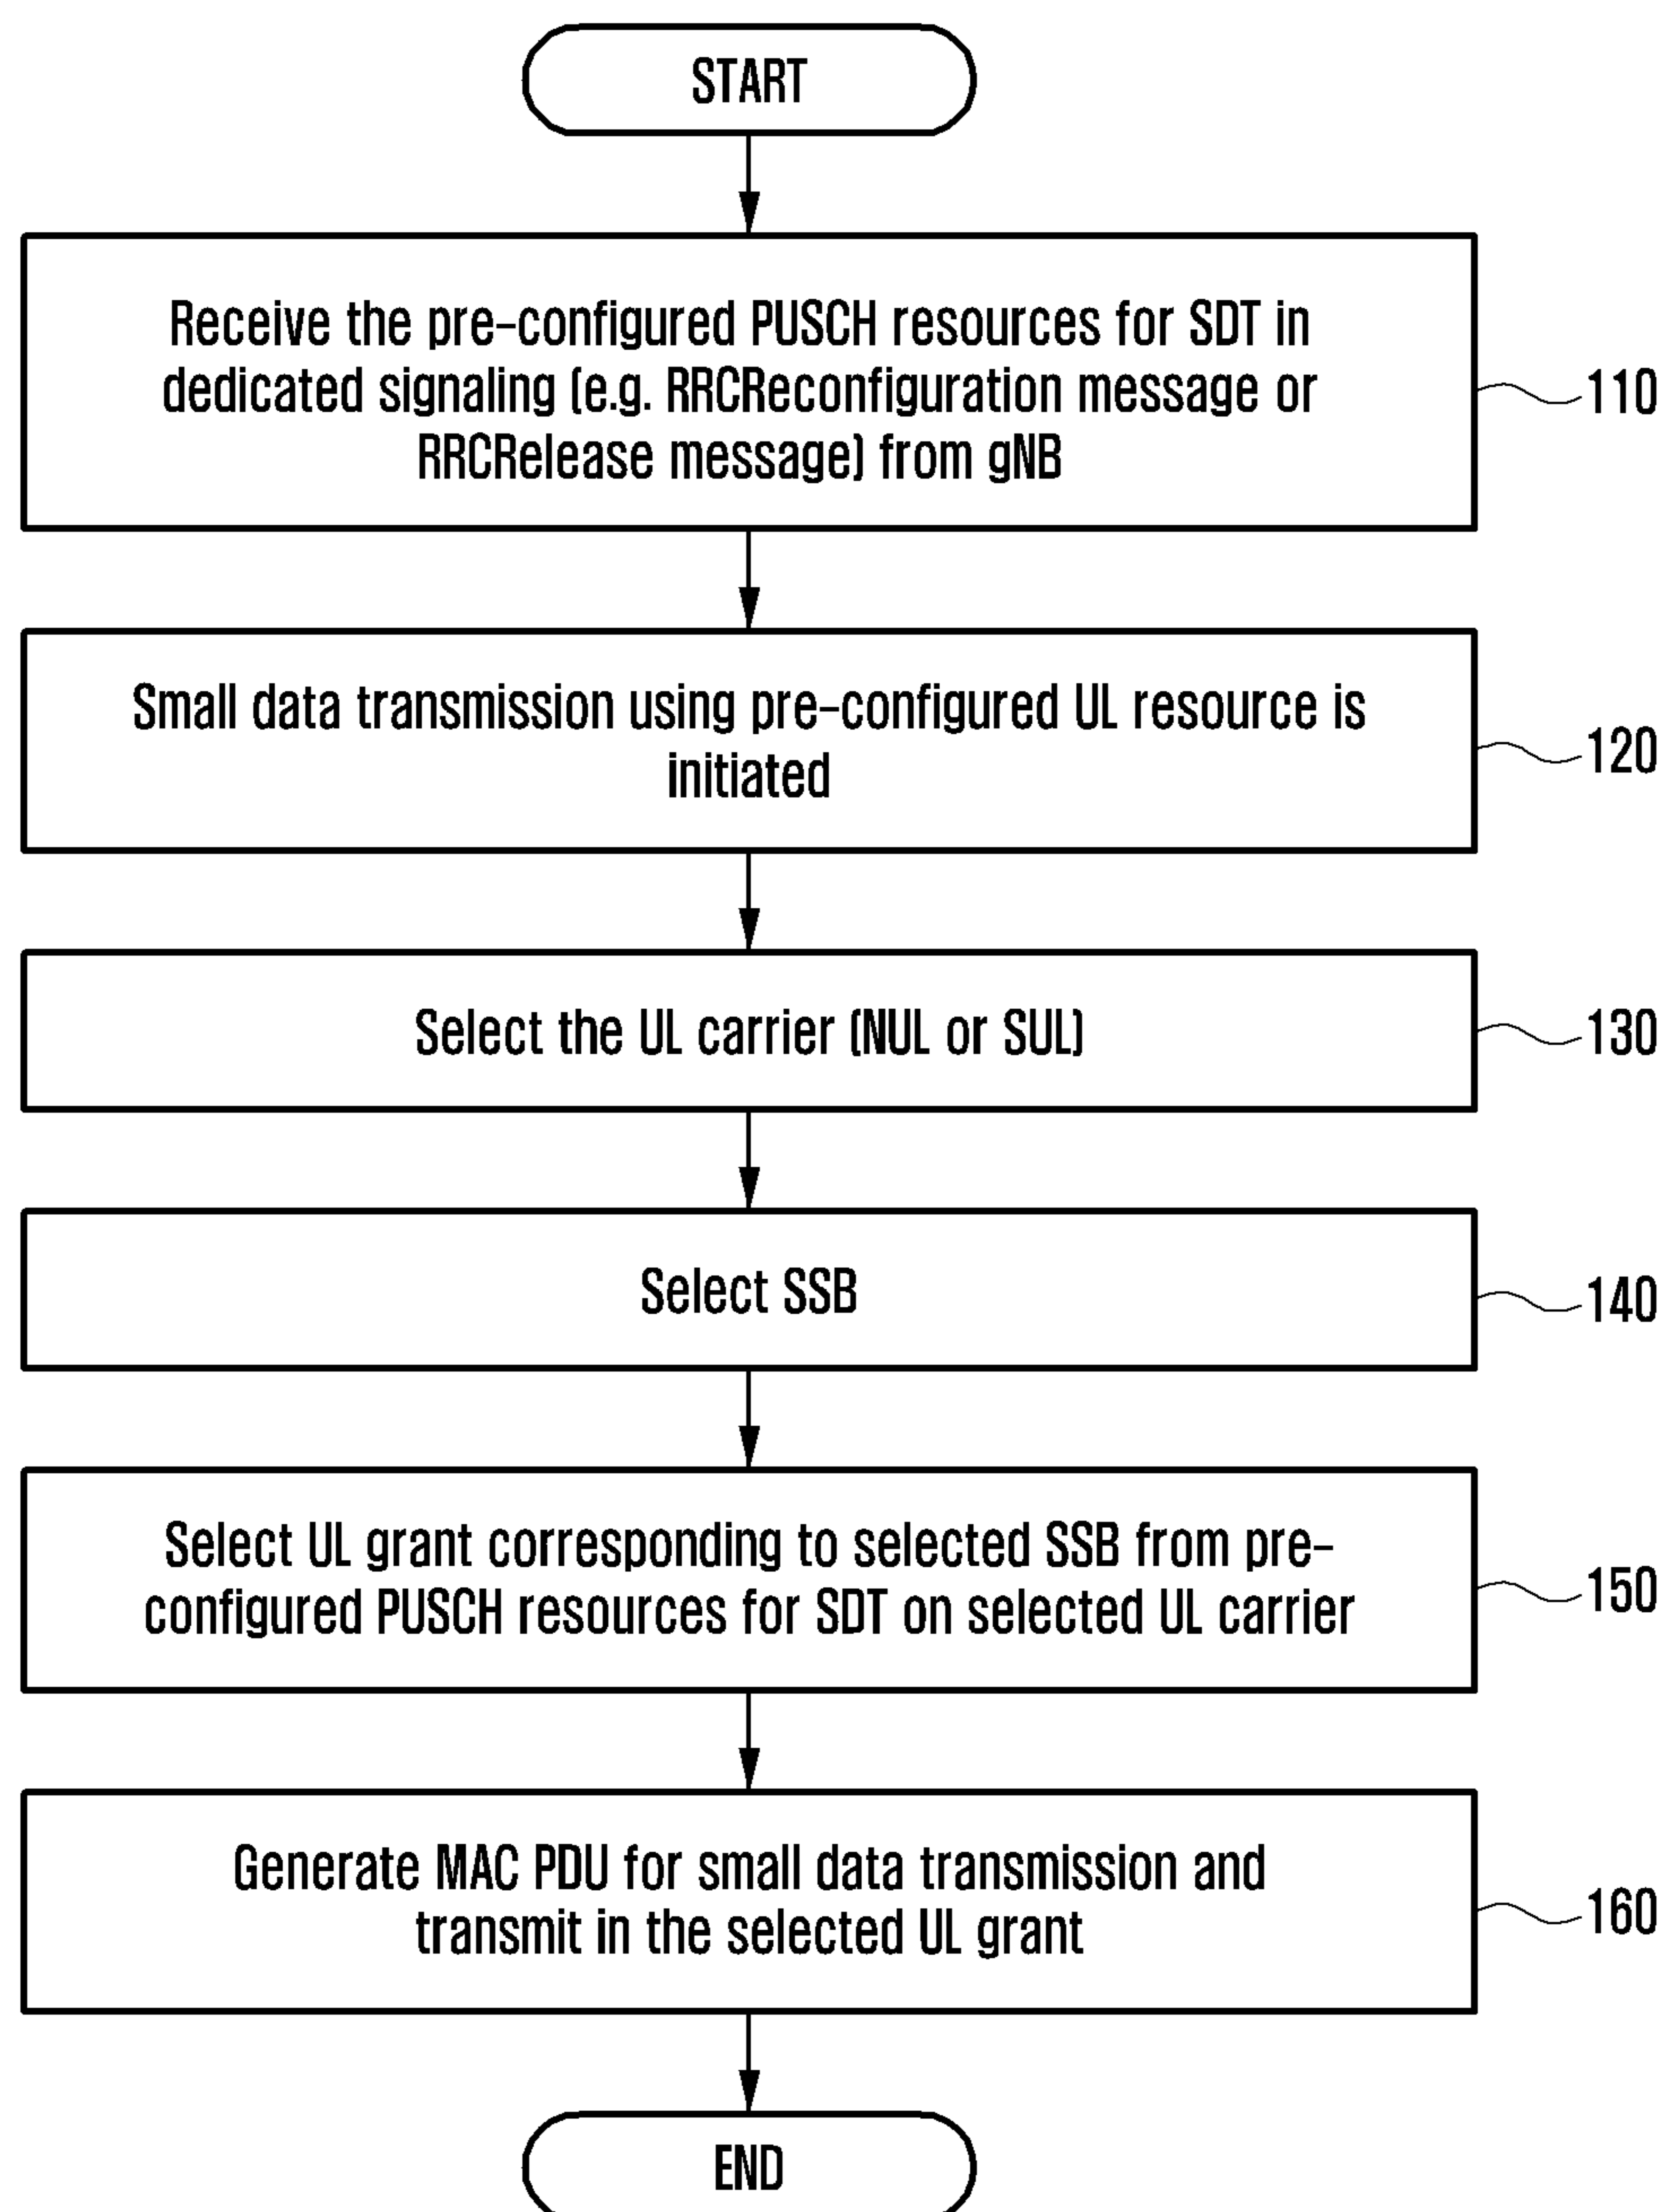 START
Receive the pre-configured PUSCH resources for SDT in
dedicated signaling (e.g. RRCReconfiguration message or
RRCRelease message) from gNB
110
Small data transmission using pre-configured UL resource is
initiated
120
Select the UL carrier (NUL or SUL)
130
Select SSB
140
Select UL grant corresponding to selected SSB from pre-
configured PUSCH resources for SDT on selected UL carrier
150
Generate MAC PDU for small data transmission and
transmit in the selected UL grant
160
END